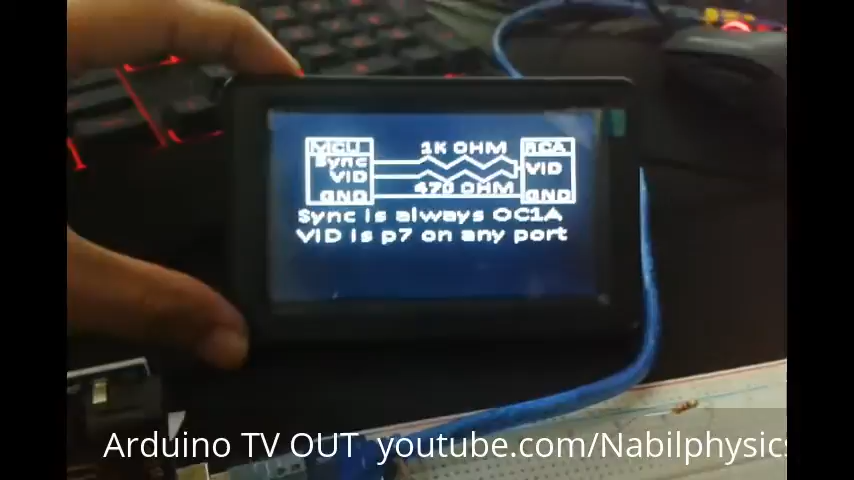 MCU
1K OHM
RCA
Sync
VID
VID
470 OHM
GND
GND
Sync is always OC1A
VID is p7 on any port
Arduino TV OUT youtube.com/Nabilphysics